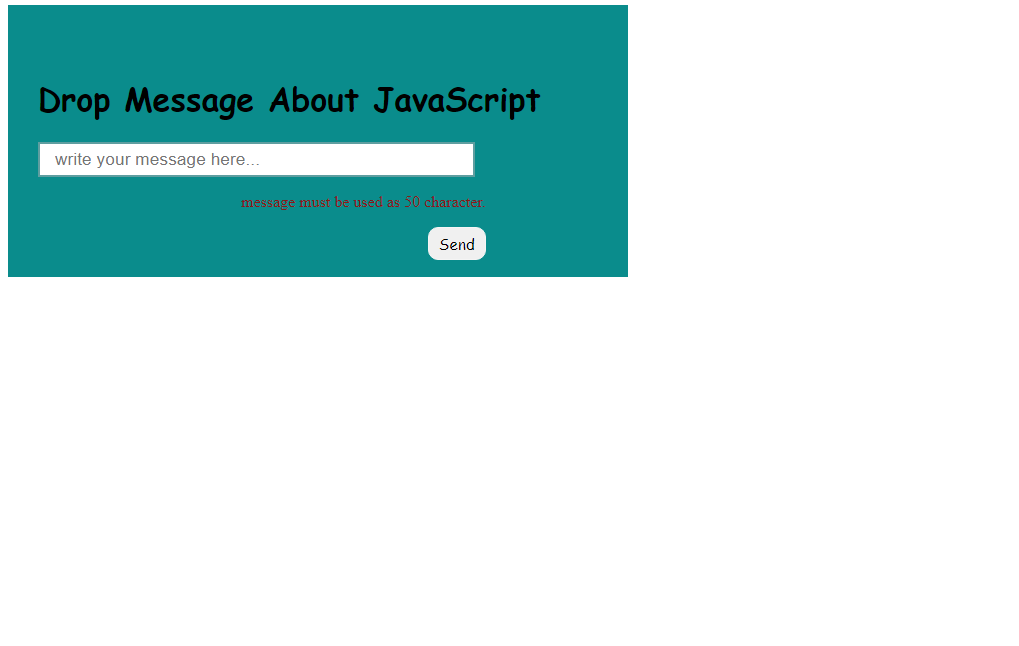 Drop Message About JavaScript
write your message here...
message must be used as 50 character.
Send